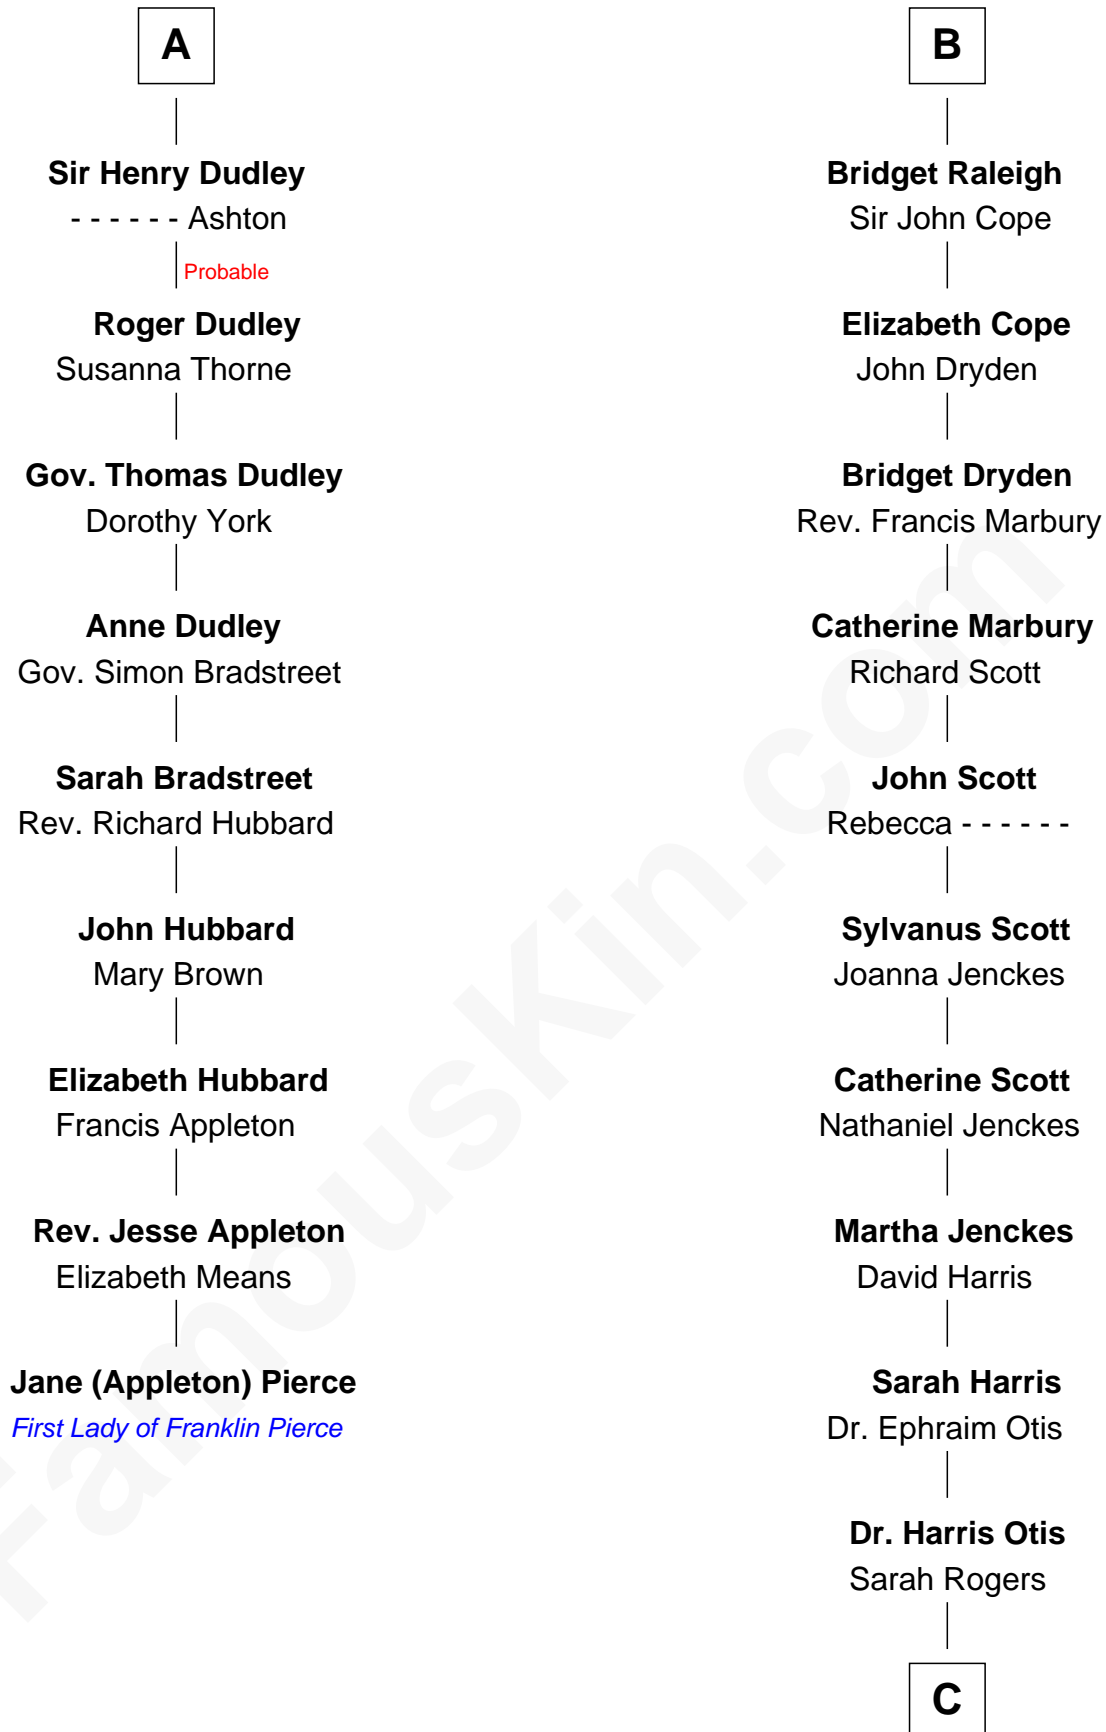 A
Sir Henry Dudley
- - - - - - Ashton
Probable
Roger Dudley
Susanna Thorne
Gov. Thomas Dudley
Dorothy York
Anne Dudley
Gov. Simon Bradstreet
Sarah Bradstreet
Rev. Richard Hubbard
John Hubbard
Mary Brown
Elizabeth Hubbard
Francis Appleton
Rev. Jesse Appleton
Elizabeth Means
Jane (Appleton) Pierce
First Lady of Franklin Pierce
B
Bridget Raleigh
Sir John Cope
Elizabeth Cope
John Dryden
Bridget Dryden
Rev. Francis Marbury
Catherine Marbury
Richard Scott
John Scott
Rebecca - - - - - -
Sylvanus Scott
Joanna Jenckes
Catherine Scott
Nathaniel Jenckes
Martha Jenckes
David Harris
Sarah Harris
Dr. Ephraim Otis
Dr. Harris Otis
Sarah Rogers
C
FamousKin.com